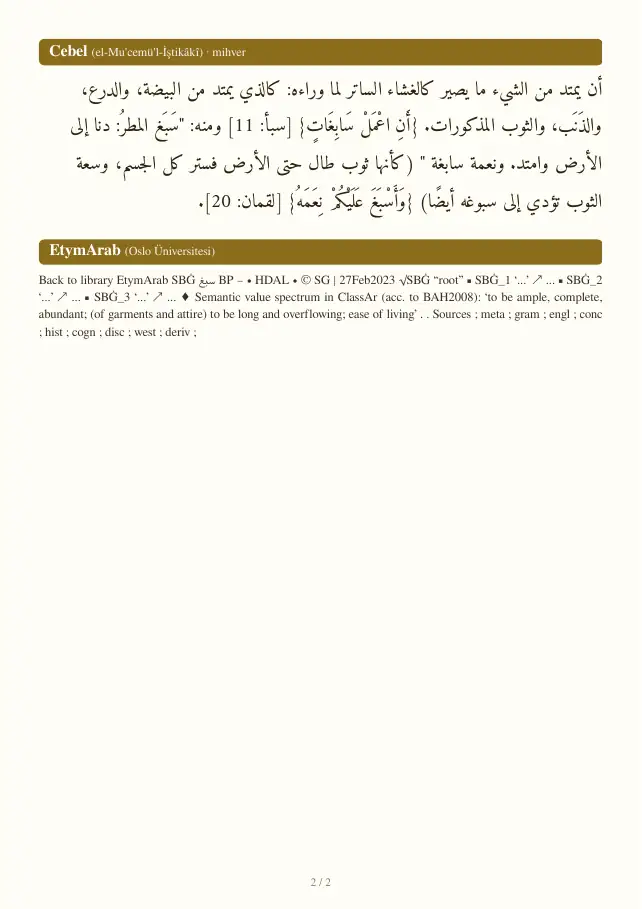 Cebel (el-Mu'cemü'l-İştikâkî) · mihver
أن يمتد من الشيء ما يصير كالغشاء الساتر لما وراءه: كالذي يمتد من البيضة، والدرع،
والذَنَب، والثوب المذكورات. {أَنِ اعْمَلْ سَابِغَاتٍ} [سبأ: 11] ومنه: "سَبَغ المطرُ: دنا إلى
الأرض وامتد. ونعمة سابغة " (كأنها ثوب طال حتى الأرض فستر كل الجسم، وسعة
الثوب تؤدي إلى سبوغه أيضًا) {وَأَسْبَغَ عَلَيْكُمْ نِعَمَهُ} [لقمان: 20].
EtymArab (Oslo Üniversitesi)
Back to library EtymArab SBĠ سبغ BP – • HDAL • © SG | 27Feb2023 √SBĠ “root” ▪ SBĠ_1 ‘...’ ↗ ... ▪ SBĠ_2
‘...’ ↗ ... ▪ SBĠ_3 ‘...’ ↗ ... ♦ Semantic value spectrum in ClassAr (acc. to BAH2008): ‘to be ample, complete,
abundant; (of garments and attire) to be long and overflowing; ease of living’ . . Sources ; meta ; gram ; engl ; conc
; hist ; cogn ; disc ; west ; deriv ;
2 / 2